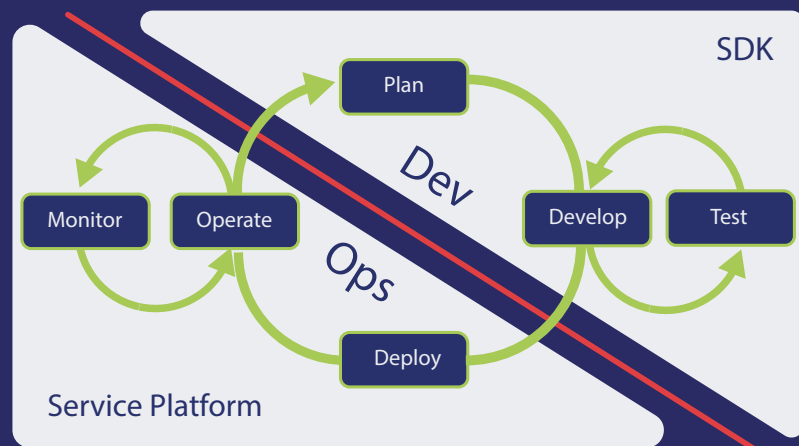 SDK
Plan
Dev
Monitor
Operate
Develop
Test
Ops
Deploy
Service Platform